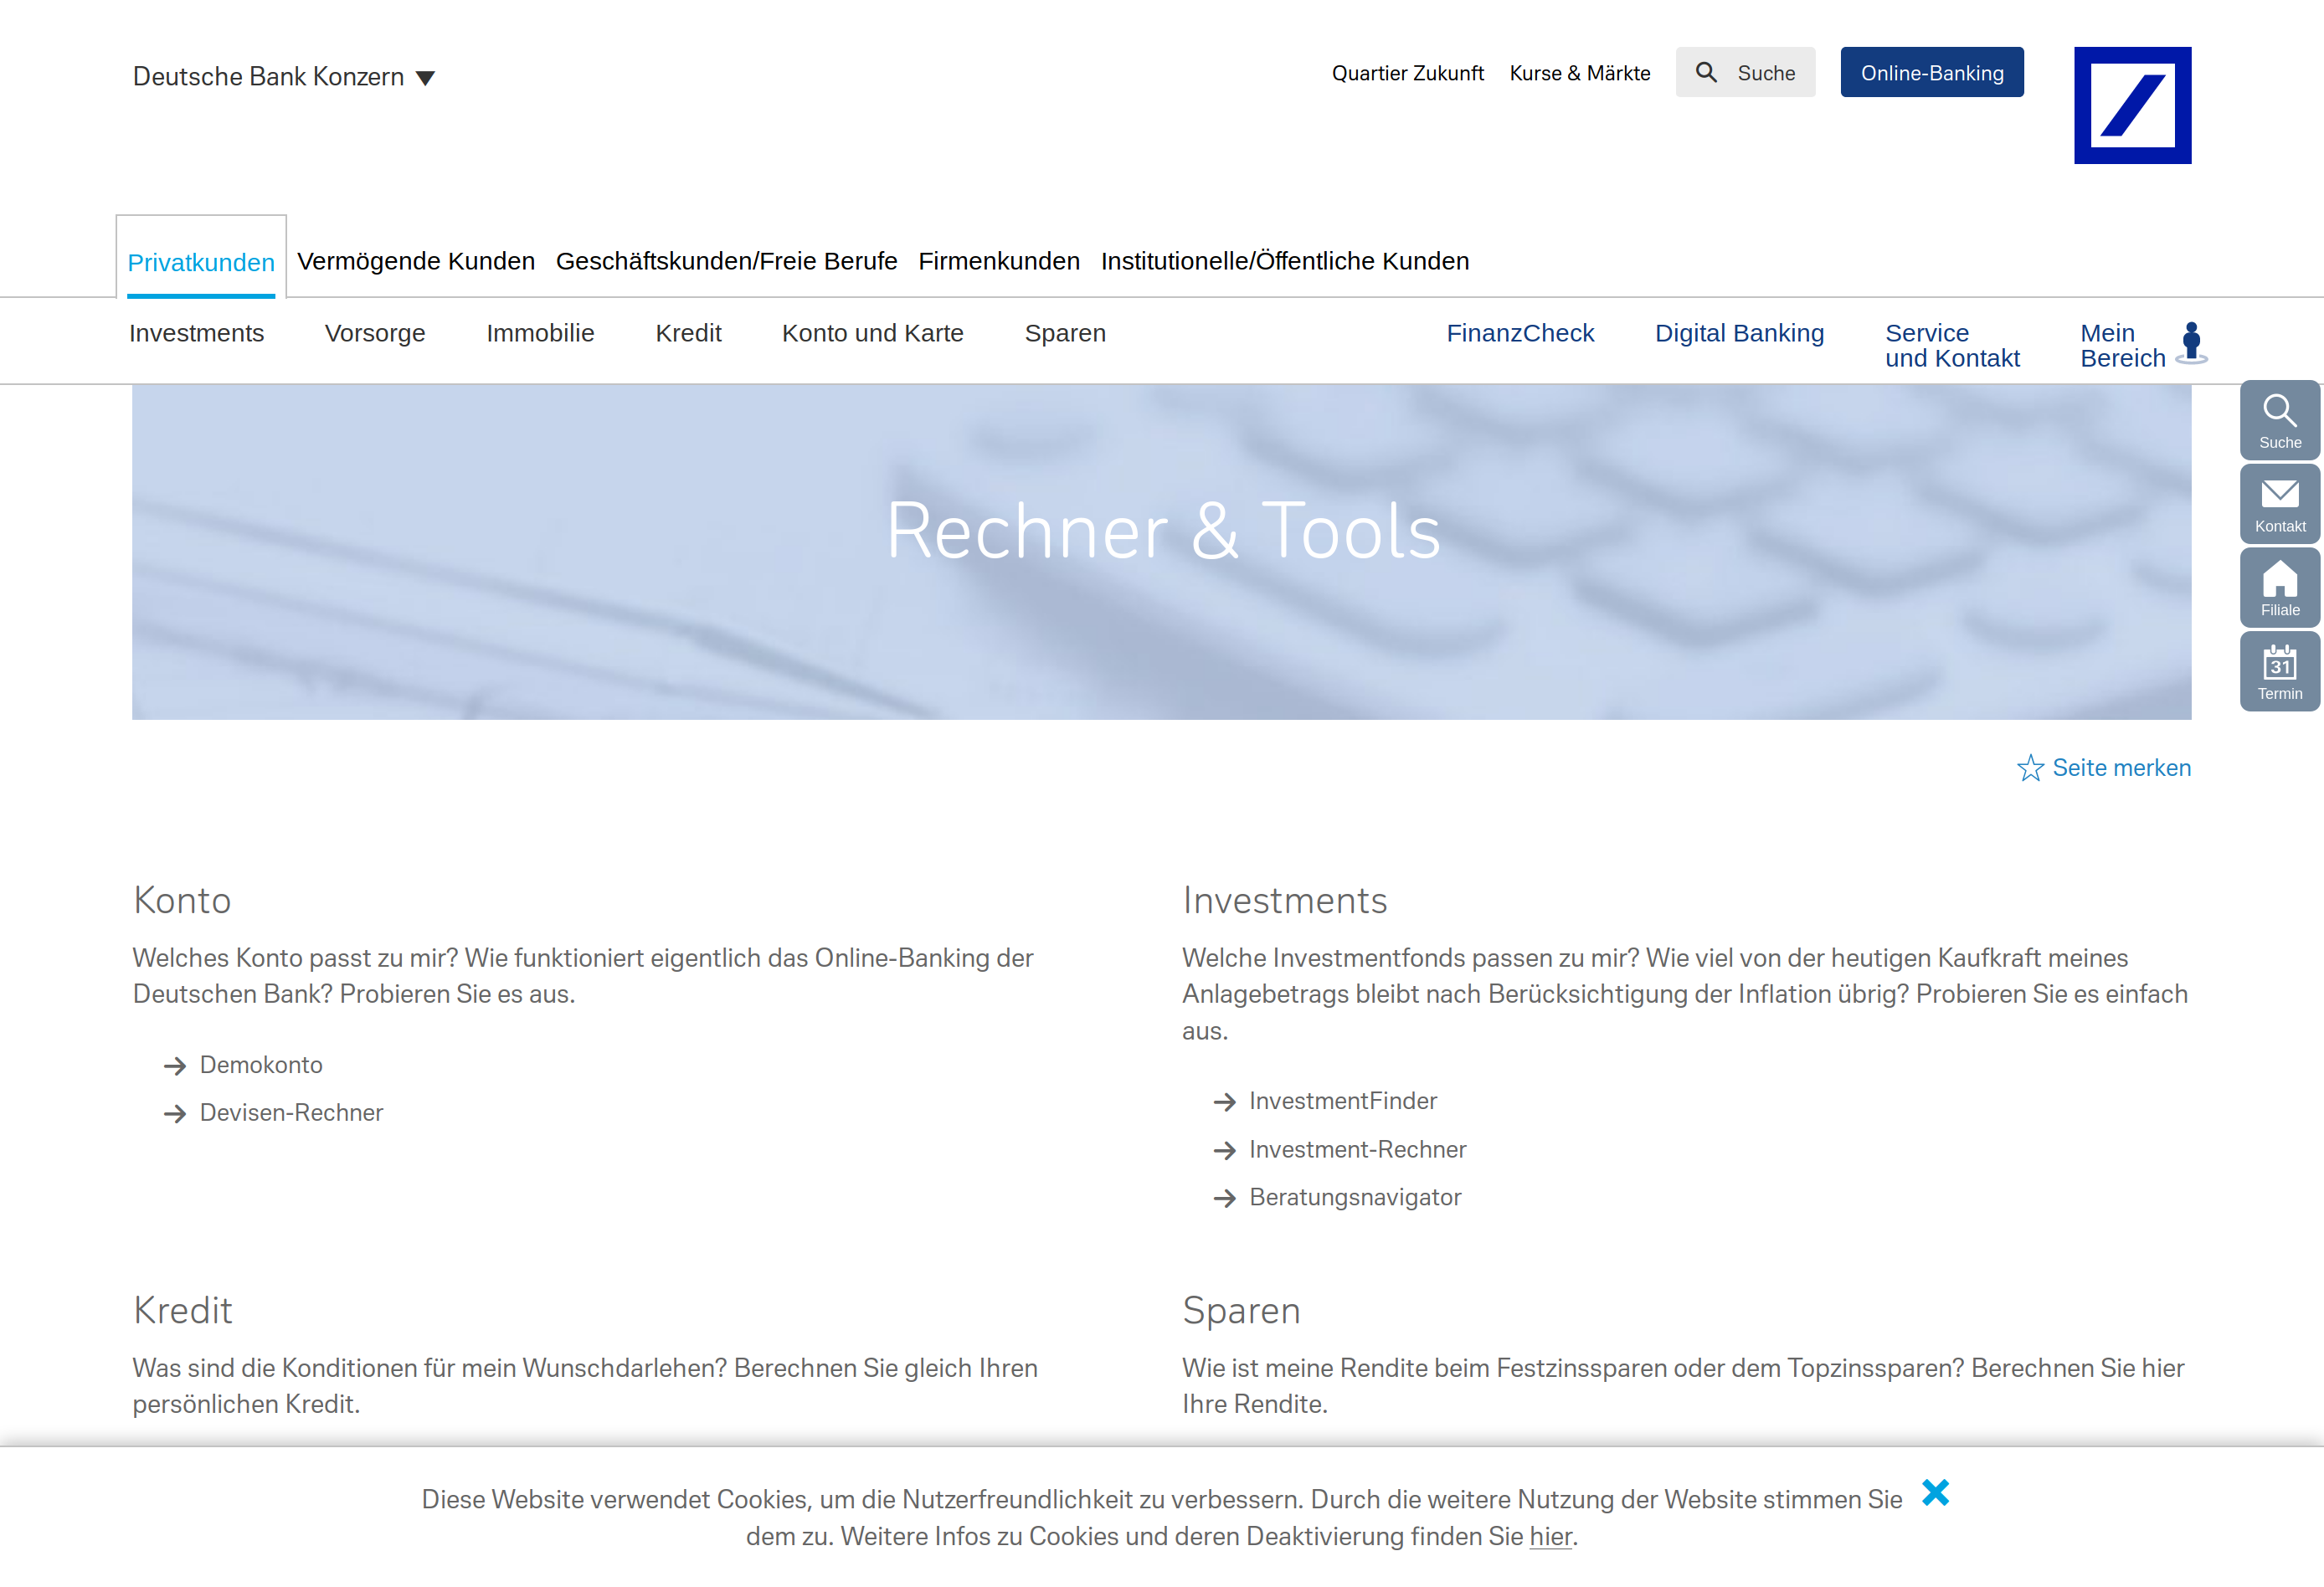 Deutsche Bank Konzern
Quartier Zukunft
Kurse & Märkte
Suche
Online-Banking
Privatkunden
Vermögende Kunden
Geschäftskunden/Freie Berufe
Firmenkunden
Institutionelle/Öffentliche Kunden
Investments
Vorsorge
Immobilie
Kredit
Konto und Karte
Sparen
FinanzCheck
Digital Banking
Service
und Kontakt
Mein
Bereich
Suche
Kontakt
Filiale
31
Termin
Rechner & Tools
Seite merken
Konto
Welches Konto passt zu mir? Wie funktioniert eigentlich das Online-Banking der
Deutschen Bank? Probieren Sie es aus.
Demokonto
Devisen-Rechner
Investments
Welche Investmentfonds passen zu mir? Wie viel von der heutigen Kaufkraft meines
Anlagebetrags bleibt nach Berücksichtigung der Inflation übrig? Probieren Sie es einfach
aus.
InvestmentFinder
Investment-Rechner
Beratungsnavigator
Kredit
Was sind die Konditionen für mein Wunschdarlehen? Berechnen Sie gleich Ihren
persönlichen Kredit.
Sparen
Wie ist meine Rendite beim Festzinssparen oder dem Topzinssparen? Berechnen Sie hier
Ihre Rendite.
Diese Website verwendet Cookies, um die Nutzerfreundlichkeit zu verbessern. Durch die weitere Nutzung der Website stimmen Sie
dem zu. Weitere Infos zu Cookies und deren Deaktivierung finden Sie hier.